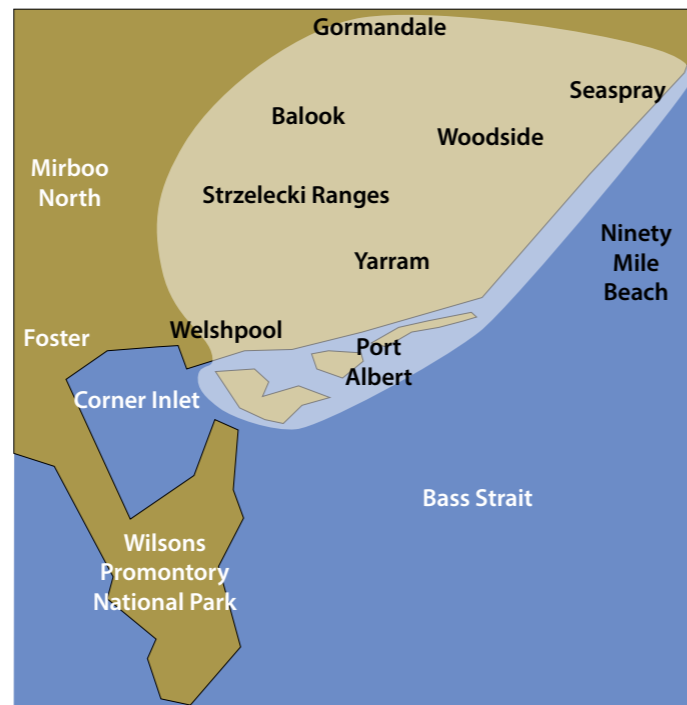 Gormandale
Seaspray
Balook
Woodside
Mirboo
North
Strzelecki Ranges
Ninety
Mile
Beach
Yarram
Welshpool
Foster
Port
Albert
Corner Inlet
Bass Strait
Wilsons
Promontory
National Park